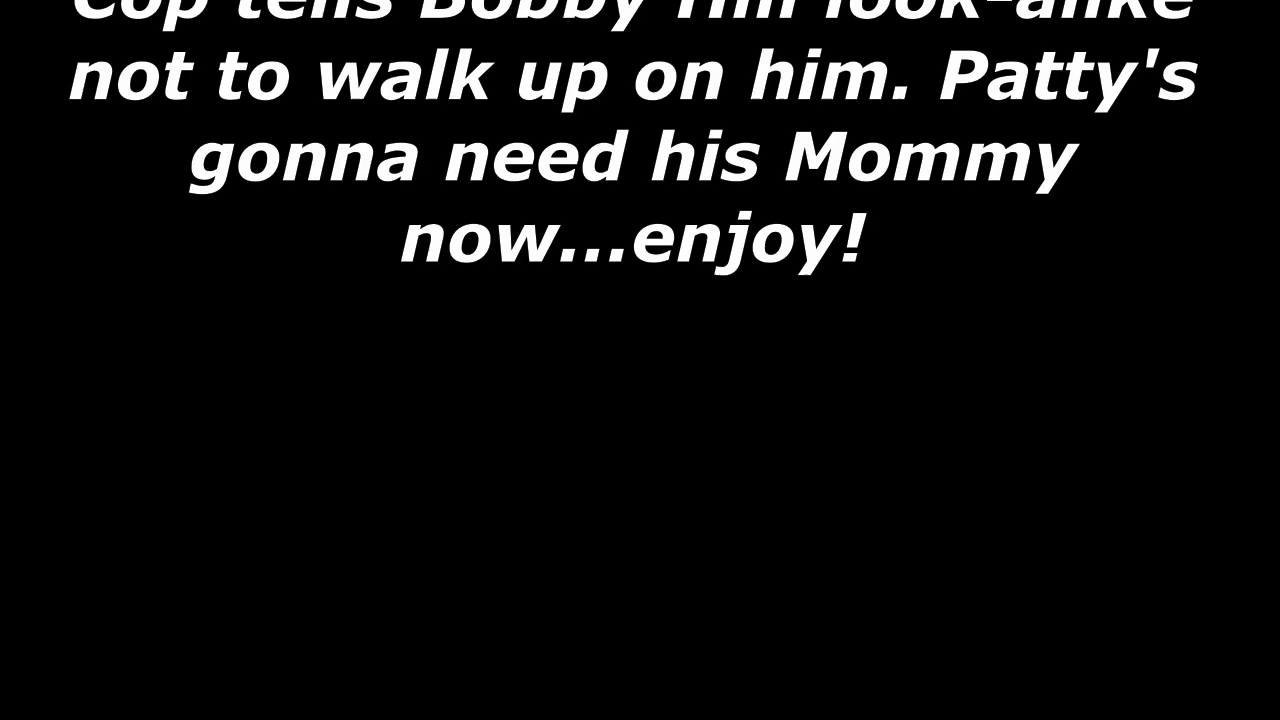 Cop tells Bobby Hill look-alike
not to walk up on him. Patty's
gonna need his Mommy
now...enjoy!